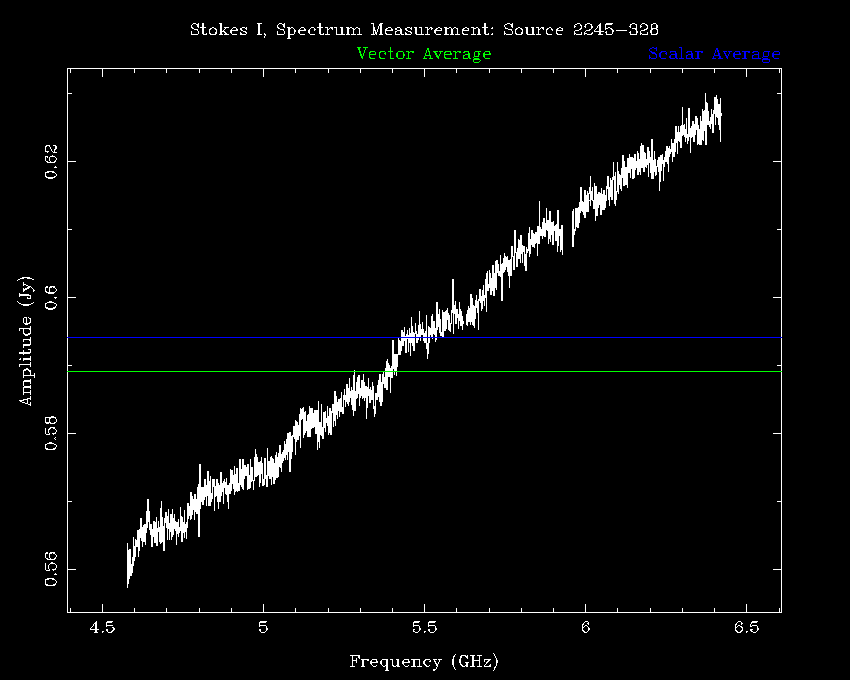 Stokes I, Spectrum Measurement: Source 2245−328
Vector Average Scalar Average
0.62
0.6
0.58
0.56
Amplitude (Jy)
4.5 5 5.5 6 6.5
Frequency (GHz)